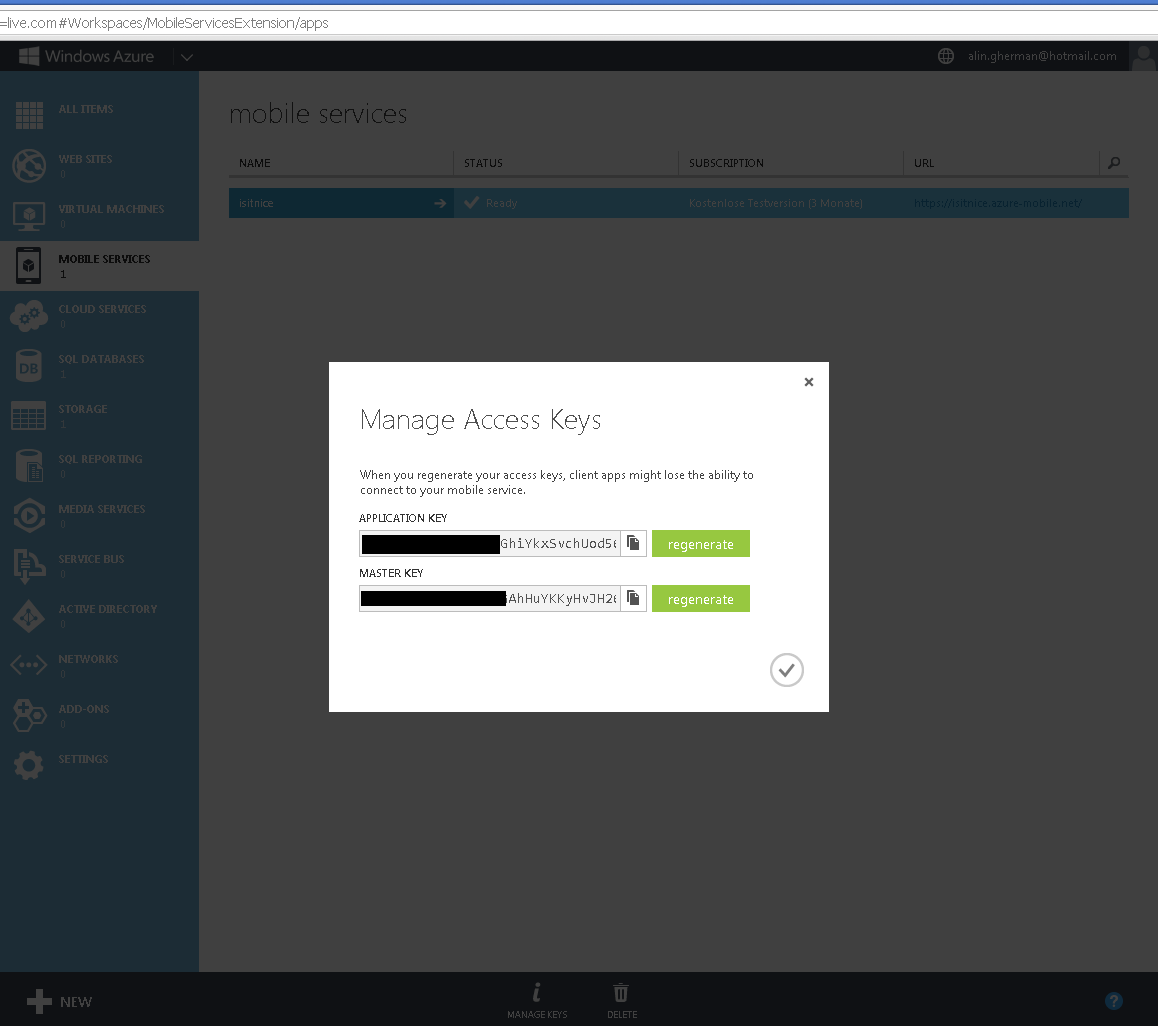 =live.com#Workspaces/MobileServicesExtension/apps
Windows Azure
alin.gherman@hotmail.com
ALL ITEMS
WEB SITES
0
VIRTUAL MACHINES
0
MOBILE SERVICES
1
CLOUD SERVICES
0
DB
SQL DATABASES
1
STORAGE
1
SQL REPORTING
0
MEDIA SERVICES
0
SERVICE BUS
0
ACTIVE DIRECTORY
0
NETWORKS
0
ADD-ONS
0
SETTINGS
mobile services
NAME STATUS SUBSCRIPTION URL
isitnice Ready Kostenlose Testversion (3 Monate) https://isitnice.azure-mobile.net/
Manage Access Keys
When you regenerate your access keys, client apps might lose the ability to
connect to your mobile service.
APPLICATION KEY
GhiYkxSvchUod5 regenerate
MASTER KEY
AhHuYKKyHvJH2 regenerate
NEW
MANAGE KEYS
DELETE
?